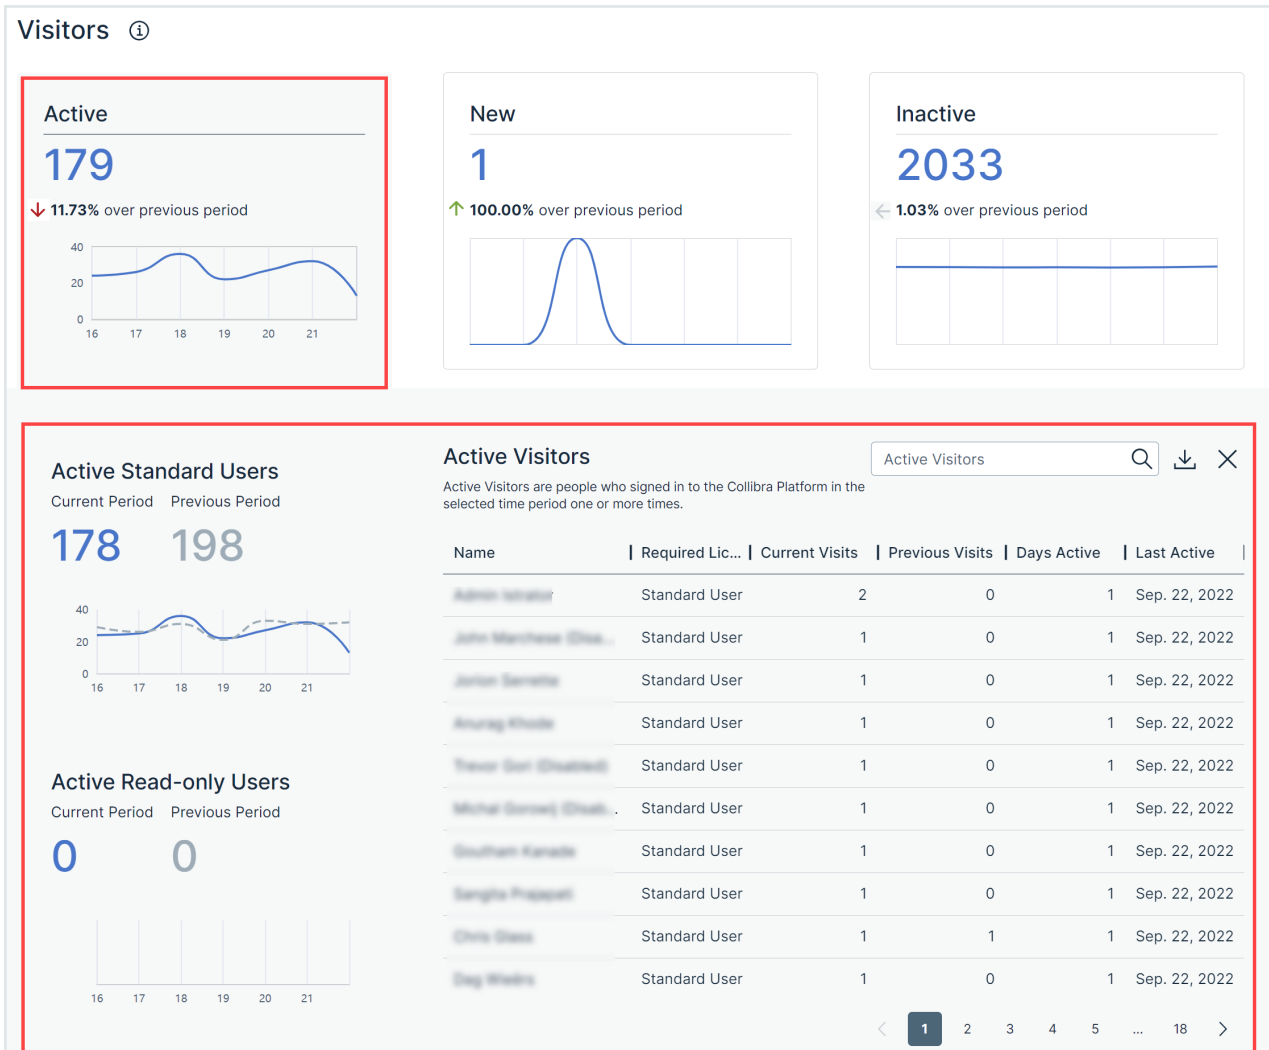 Visitors
Active
179
11.73% over previous period
40
20
0
16 17 18 19 20 21
New
1
100.00% over previous period
Inactive
2033
1.03% over previous period
Active Standard Users
Current Period Previous Period
178 198
40
20
0
16 17 18 19 20 21
Active Read-only Users
Current Period Previous Period
0 0
16 17 18 19 20 21
Active Visitors
Active Visitors
Active Visitors are people who signed in to the Collibra Platform in the
selected time period one or more times.
Name Required Lic... Current Visits Previous Visits Days Active Last Active
Standard User 2 0 1 Sep. 22, 2022
Standard User 1 0 1 Sep. 22, 2022
Standard User 1 0 1 Sep. 22, 2022
Standard User 1 0 1 Sep. 22, 2022
Standard User 1 0 1 Sep. 22, 2022
Standard User 1 0 1 Sep. 22, 2022
Standard User 1 0 1 Sep. 22, 2022
Standard User 1 0 1 Sep. 22, 2022
Standard User 1 1 1 Sep. 22, 2022
Standard User 1 0 1 Sep. 22, 2022
1 2 3 4 5 ... 18